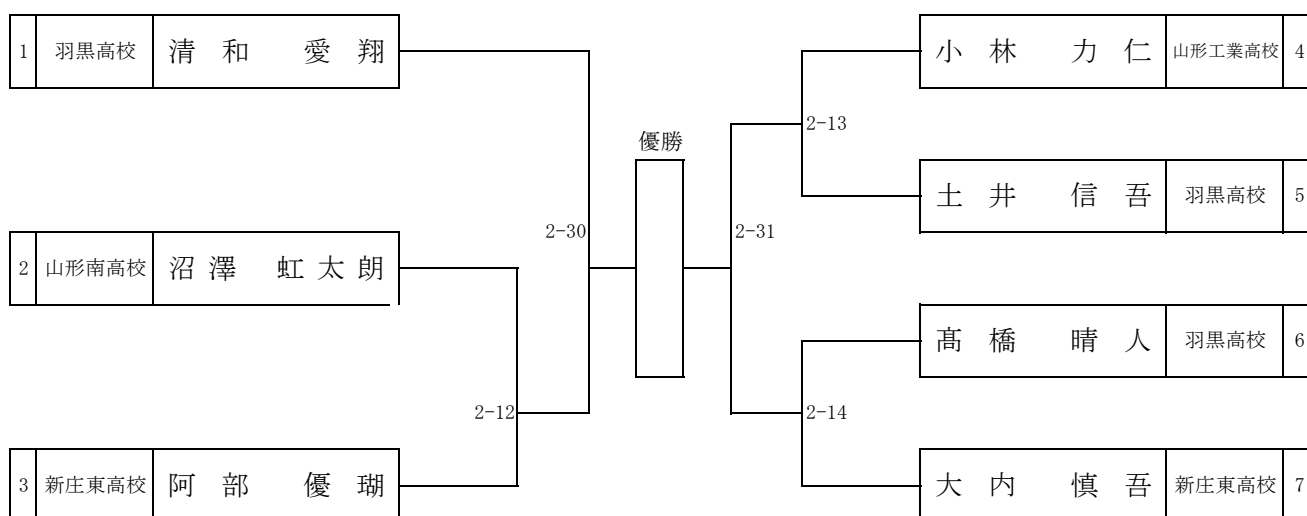 1 羽黒高校 清和 愛翔
2 山形南高校 沼澤 虹太朗
3 新庄東高校 阿部 優瑚
2-12
2-30
優勝
2-31
2-13
2-14
小林 力仁 山形工業高校 4
土井 信吾 羽黒高校 5
髙橋 晴人 羽黒高校 6
大内 慎吾 新庄東高校 7